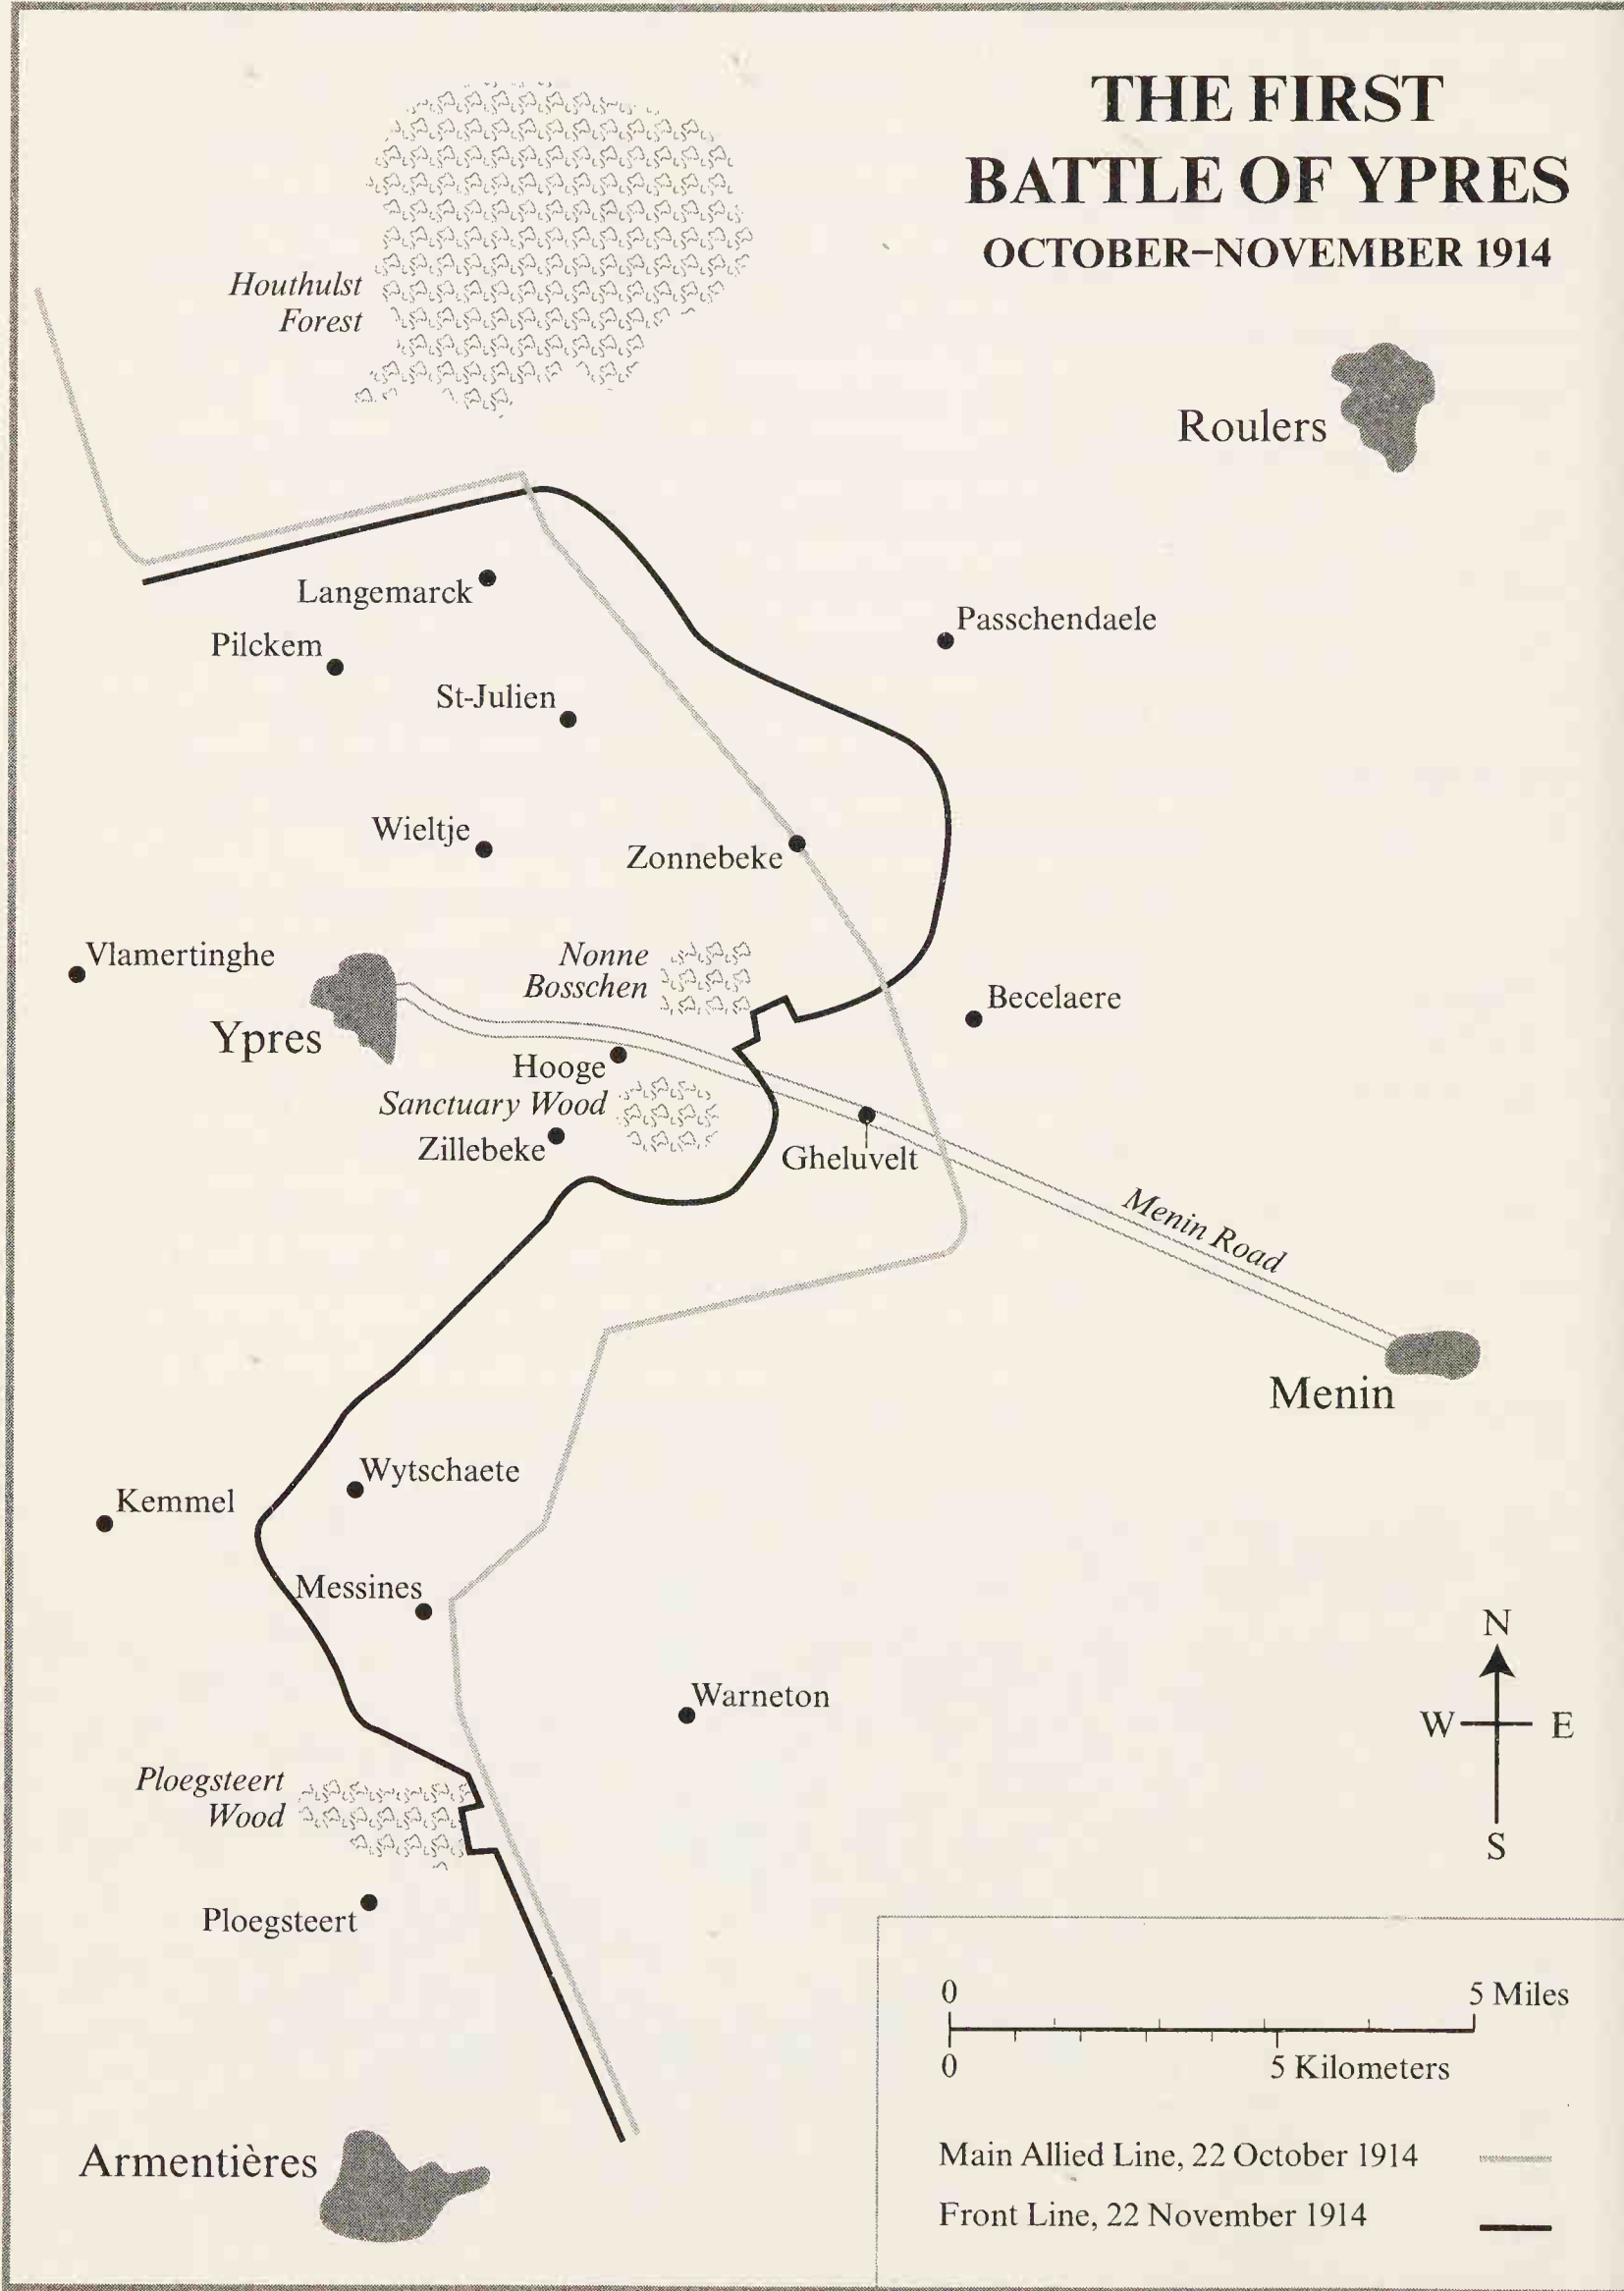 THE FIRST
BATTLE OF YPRES
OCTOBER–NOVEMBER 1914
Houthulst
Forest
Roulers
Langemarck
Passchendaele
Pilckem
St-Julien
Wieltje
Zonnebeke
Vlamertinghe
Nonne
Bosschen
Becelaere
Ypres
Hooge
Sanctuary Wood
Zillebeke
Gheluvelt
Menin Road
Menin
Wytschaete
Kemmel
Messines
N
Warneton
W E
Ploegsteert
Wood
S
Ploegsteert
0 5 Miles
0 5 Kilometers
Armentières
Main Allied Line, 22 October 1914
Front Line, 22 November 1914